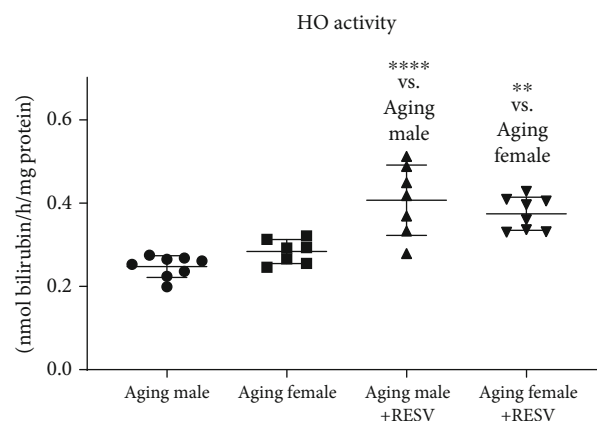 HO activity
(nmol bilirubin/h/mg protein)
0.6
0.4
0.2
0.0
****
vs.
Aging
male
**
vs.
Aging
female
Aging male
Aging female
Aging male
+RESV
Aging female
+RESV